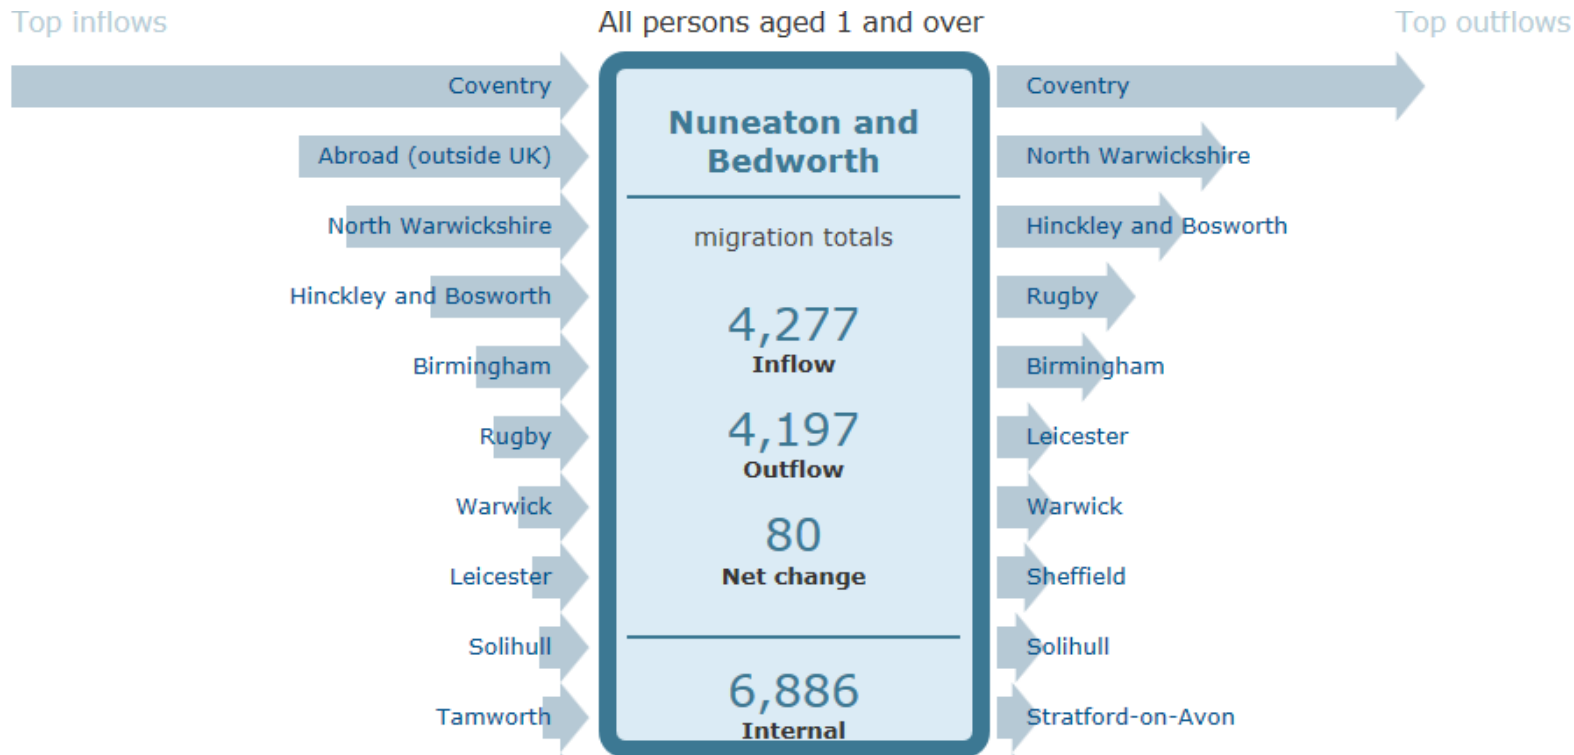 Top inflows
All persons aged 1 and over
Top outflows
Coventry
Abroad (outside UK)
North Warwickshire
Hinckley and Bosworth
Birmingham
Rugby
Warwick
Leicester
Solihull
Tamworth
Nuneaton and
Bedworth
migration totals
4,277
Inflow
4,197
Outflow
80
Net change
6,886
Internal
Coventry
North Warwickshire
Hinckley and Bosworth
Rugby
Birmingham
Leicester
Warwick
Sheffield
Solihull
Stratford-on-Avon